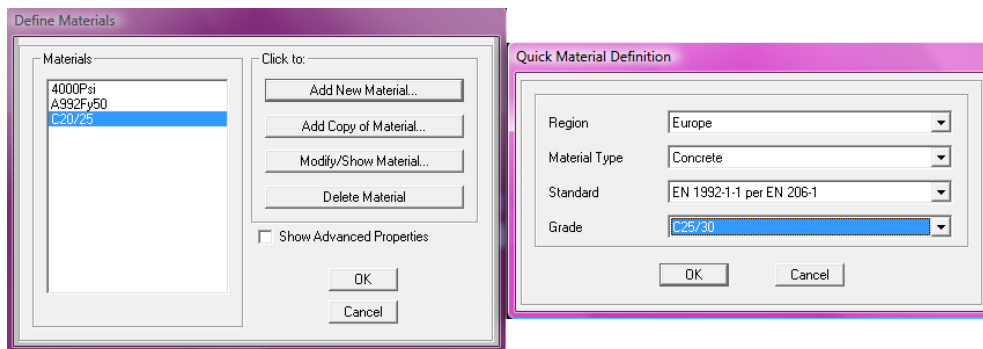 Define Materials
Materials
4000Psi
A992Fy50
C20/25
Click to:
Add New Material...
Add Copy of Material...
Modify/Show Material...
Delete Material
Show Advanced Properties
OK
Cancel
Quick Material Definition
Region Europe
Material Type Concrete
Standard EN 1992-1-1 per EN 206-1
Grade C25/30
OK Cancel